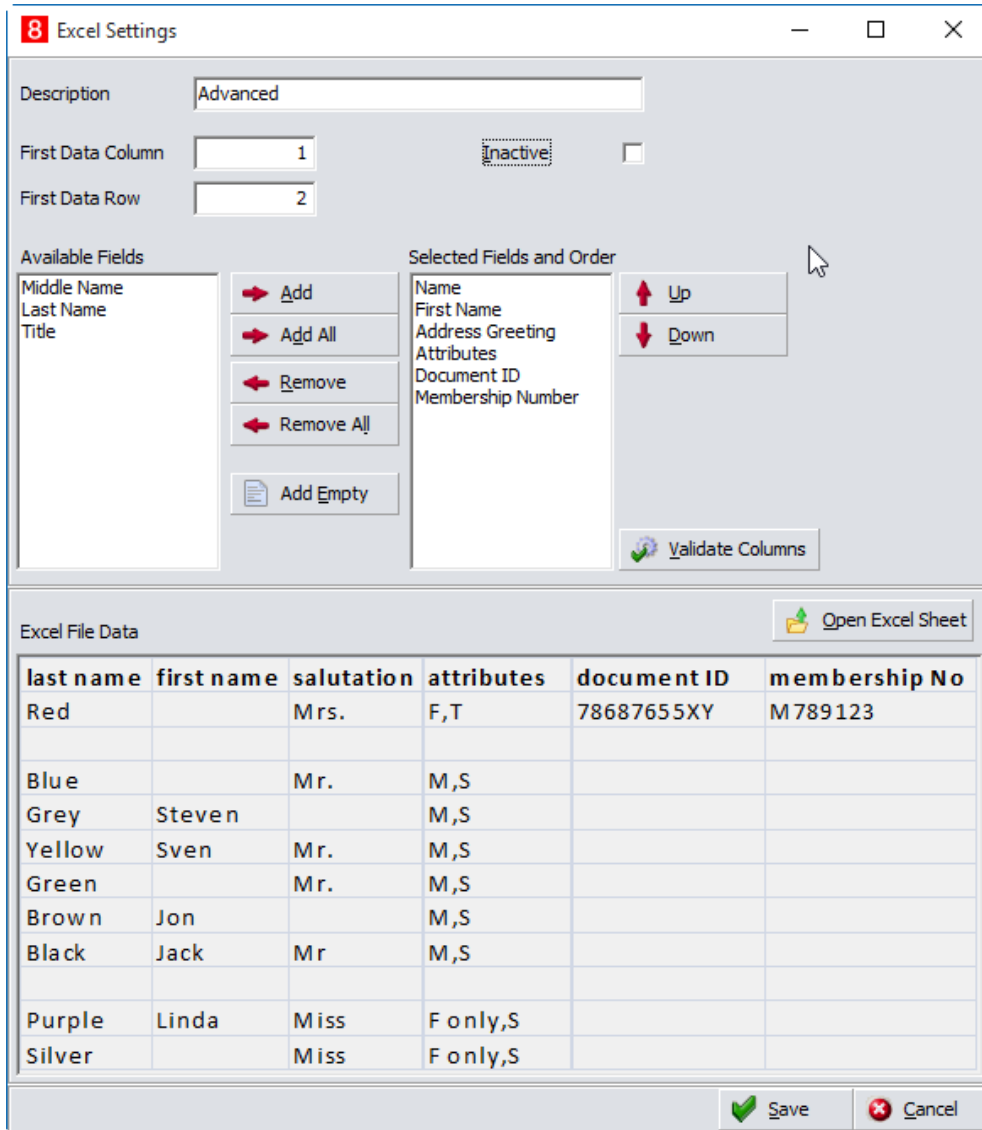 8 Excel Settings
Description Advanced
First Data Column 1 Inactive
First Data Row 2
Available Fields Selected Fields and Order
Middle Name Add Name Up
Last Name First Name
Title Add All Address Greeting Down
Attributes
Remove Document ID
Membership Number
Remove All
Add Empty
Validate Columns
Excel File Data Open Excel Sheet
last name first name salutation attributes document ID membership No
Red Mrs. F,T 78687655XY M789123
Blue Mr. M,S
Grey Steven M,S
Yellow Sven Mr. M,S
Green Mr. M,S
Brown Jon M,S
Black Jack Mr M,S
Purple Linda Miss F only,S
Silver Miss F only,S
Save Cancel